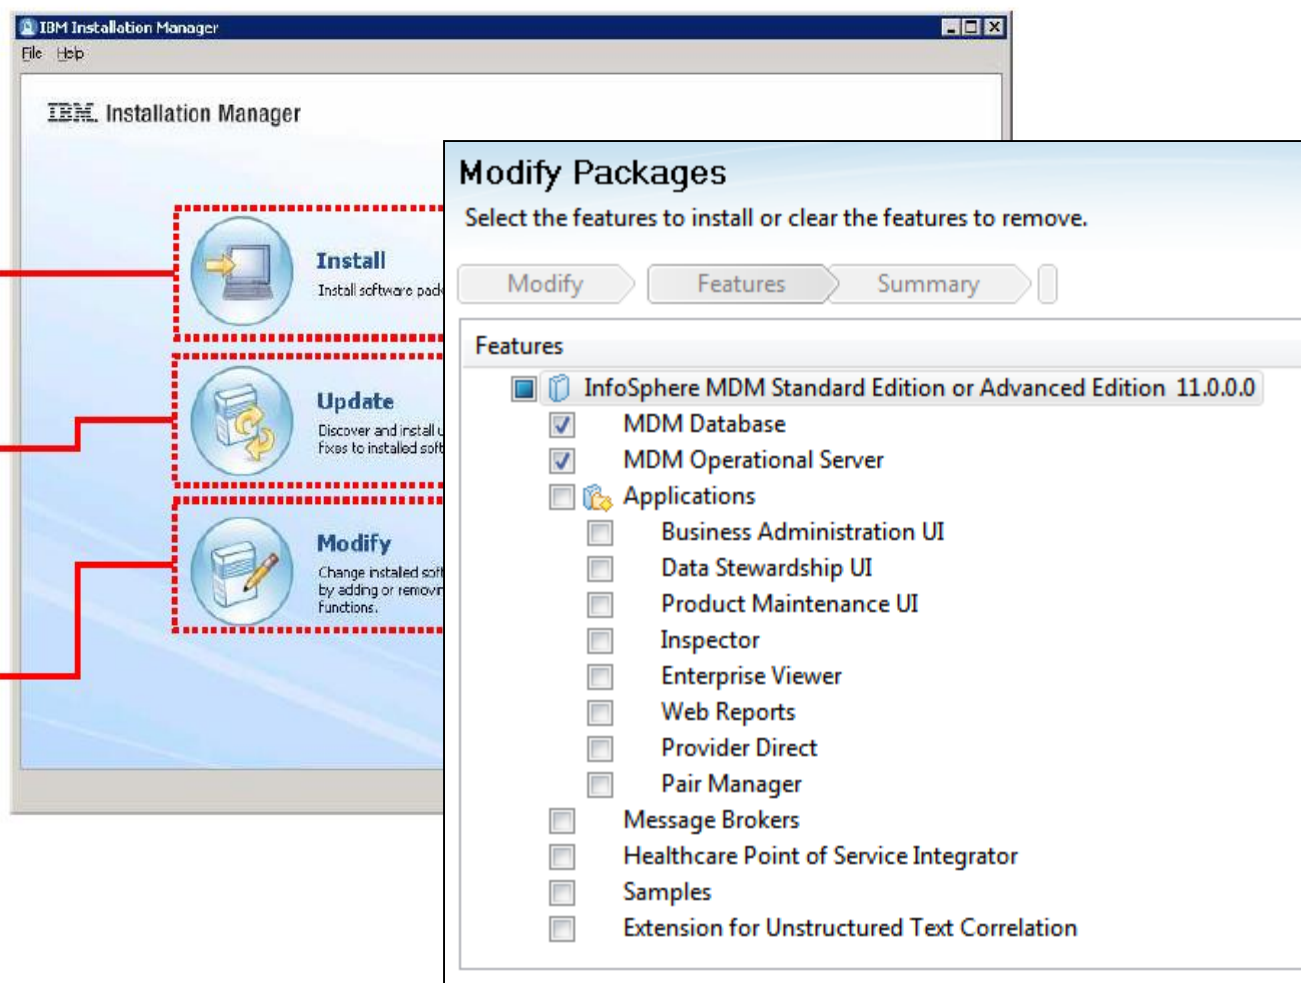 IBM Installation Manager
File Help
IBM. Installation Manager
Install
Install software pack
Update
Discover and install u
fixes to installed soft
Modify
Change installed soft
by adding or removin
functions.
Modify Packages
Select the features to install or clear the features to remove.
Modify Features Summary
Features
InfoSphere MDM Standard Edition or Advanced Edition 11.0.0.0
MDM Database
MDM Operational Server
Applications
Business Administration UI
Data Stewardship UI
Product Maintenance UI
Inspector
Enterprise Viewer
Web Reports
Provider Direct
Pair Manager
Message Brokers
Healthcare Point of Service Integrator
Samples
Extension for Unstructured Text Correlation